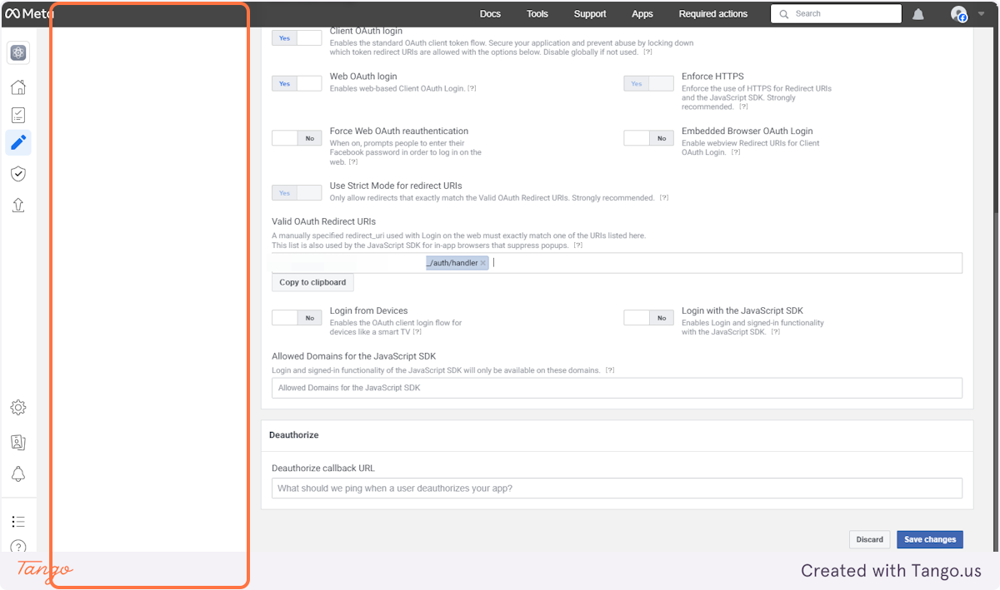 Meta
Docs
Tools
Support
Apps
Required actions
Search
Client OAuth login
Yes
Enables the standard OAuth client token flow. Secure your application and prevent abuse by locking down
which token redirect URIs are allowed with the options below. Disable globally if not used. [?]
Web OAuth login
Yes
Enables web-based Client OAuth Login. [?]
Enforce HTTPS
Yes
Enforce the use of HTTPS for Redirect URIs
and the JavaScript SDK. Strongly
recommended. [?]
Force Web OAuth reauthentication
No
When on, prompts people to enter their
Facebook password in order to log in on the
web. [?]
Embedded Browser OAuth Login
No
Enable webview Redirect URIs for Client
OAuth Login. [?]
Use Strict Mode for redirect URIs
Yes
Only allow redirects that exactly match the Valid OAuth Redirect URIs. Strongly recommended. [?]
Valid OAuth Redirect URIs
A manually specified redirect_uri used with Login on the web must exactly match one of the URIs listed here.
This list is also used by the JavaScript SDK for in-app browsers that suppress popups. [?]
_/auth/handler ×
Copy to clipboard
Login from Devices
No
Enables the OAuth client login flow for
devices like a smart TV [?]
Login with the JavaScript SDK
No
Enables Login and signed-in functionality
with the JavaScript SDK. [?]
Allowed Domains for the JavaScript SDK
Login and signed-in functionality of the JavaScript SDK will only be available on these domains. [?]
Allowed Domains for the JavaScript SDK
Deauthorize
Deauthorize callback URL
What should we ping when a user deauthorizes your app?
Discard
Save changes
Tango
Created with Tango.us